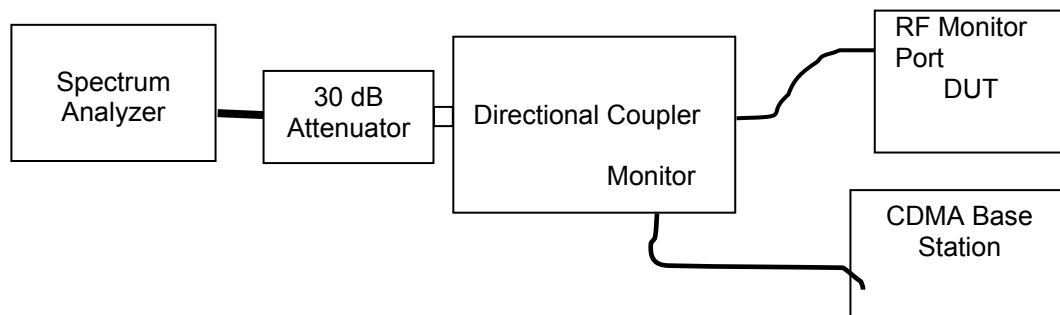 Spectrum
Analyzer
30 dB
Attenuator
Directional Coupler
Monitor
RF Monitor
Port
DUT
CDMA Base
Station